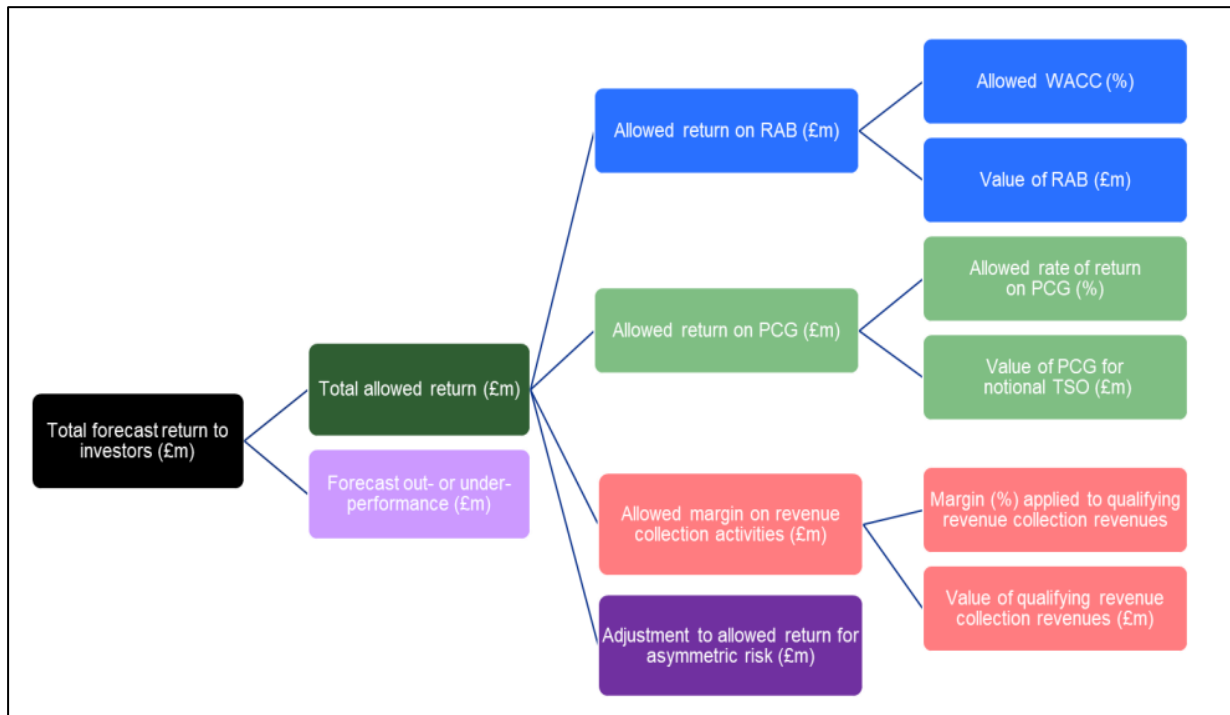 Total forecast return to
investors (£m)
Total allowed return (£m)
Forecast out- or under-
performance (£m)
Allowed return on RAB (£m)
Allowed WACC (%)
Value of RAB (£m)
Allowed return on PCG (£m)
Allowed rate of return
on PCG (%)
Value of PCG for
notional TSO (£m)
Allowed margin on revenue
collection activities (£m)
Margin (%) applied to qualifying
revenue collection revenues
Value of qualifying revenue
collection revenues (£m)
Adjustment to allowed return for
asymmetric risk (£m)